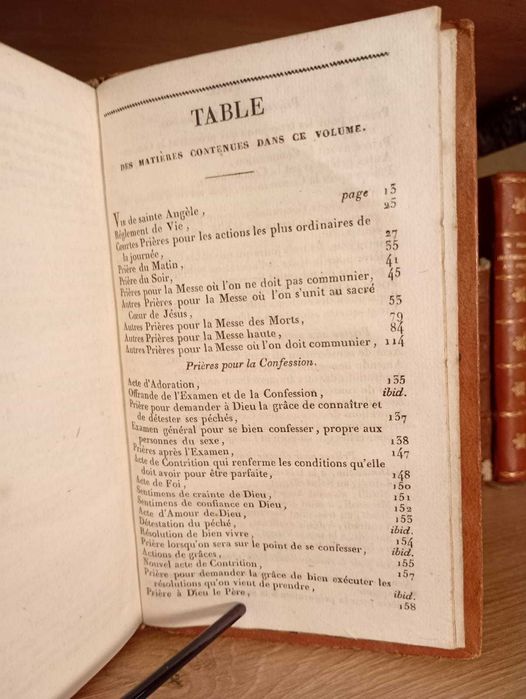 TABLE
DES MATIÈRES CONTENUES DANS CE VOLUME.
Vie de sainte Angèle, page 13
Réglement de Vie, 25
Courtes Prières pour les actions les plus ordinaires de
la journée, 27
Prière du Matin, 35
Prière du Soir, 41
Prières pour la Messe où l'on ne doit pas communier, 45
Autres Prières pour la Messe où l'on s'unit au sacré
Cœur de Jésus, 53
Autres Prières pour la Messe des Morts, 79
Autres Prières pour la Messe haute, 84
Autres Prières pour la Messe où l'on doit communier, 114
Prières pour la Confession.
Acte d'Adoration, 135
Offrande de l'Examen et de la Confession, ibid.
Prière pour demander à Dieu la grâce de connaître et
de détester ses péchés, 137
Examen général pour se bien confesser, propre aux
personnes du sexe, 138
Prières après l'Examen, 147
Acte de Contrition qui renferme les conditions qu'elle
doit avoir pour être parfaite, 148
Acte de Foi, 150
Sentimens de crainte de Dieu, 151
Sentimens de confiance en Dieu, 152
Acte d'Amour de Dieu, 153
Détestation du péché, ibid.
Résolution de bien vivre, 154
Prière lorsqu'on sera sur le point de se confesser, ibid.
Actions de grâces, 155
Nouvel acte de Contrition, 157
Prière pour demander la grâce de bien exécuter les
résolutions qu'on vient de prendre, ibid.
Prière à Dieu le Père, 158